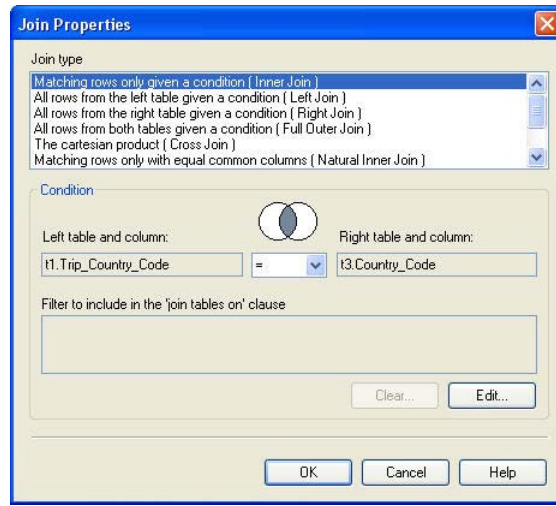 Join Properties
Join type
Matching rows only given a condition ( Inner Join )
All rows from the left table given a condition ( Left Join )
All rows from the right table given a condition ( Right Join )
All rows from both tables given a condition ( Full Outer Join )
The cartesian product ( Cross Join )
Matching rows only with equal common columns ( Natural Inner Join )
Condition
Left table and column: Right table and column:
t1.Trip_Country_Code = t3.Country_Code
Filter to include in the 'join tables on' clause
Clear... Edit...
OK Cancel Help